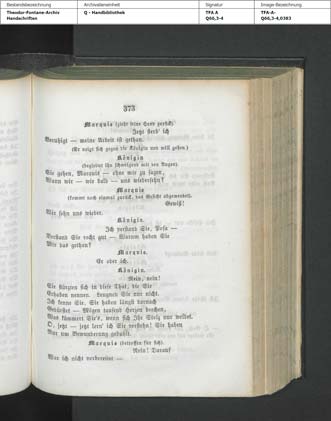 Bestandsbezeichnung Archivalieneinheit Signatur Image-Bezeichnung
Theodor-Fontane-Archiv Q - Handbibliothek TFA A TFA-A-
Handschriften Q66,3-4 Q66,3-4,0383
373
Marquis (zieht seine Hand zurück)
Jetzt sterb' ich
Beruhigt — meine Arbeit ist gethan.
(Er neigt sich gegen die Königin und will gehen.)
Königin
(begleitet ihn schweigend mit den Augen).
Sie gehen, Marquis — ohne mir zu sagen,
Wann wir — wie bald — uns wiedersehn?
Marquis
(kommt noch einmal zurück, das Gesicht abgewendet).
Gewiß!
Wir sehn uns wieder.
Königin.
Ich verstand Sie, Posa —
Verstand Sie recht gut — Warum haben Sie
Mir das gethan?
Marquis.
Er oder ich.
Königin.
Nein, nein!
Sie stürzten sich in diese That, die Sie
Erhaben nennen. Leugnen Sie nur nicht.
Ich kenne Sie, Sie haben längst darnach
Gedürstet — Mögen tausend Herzen brechen,
Was kümmert Sie's, wenn sich Ihr Stolz nur weidet.
O, jetzt — jetzt lern' ich Sie verstehn! Sie haben
Nur um Bewunderung gebuhlt.
Marquis (betroffen für sich).
Nein! Darauf
War ich nicht vorbereitet —